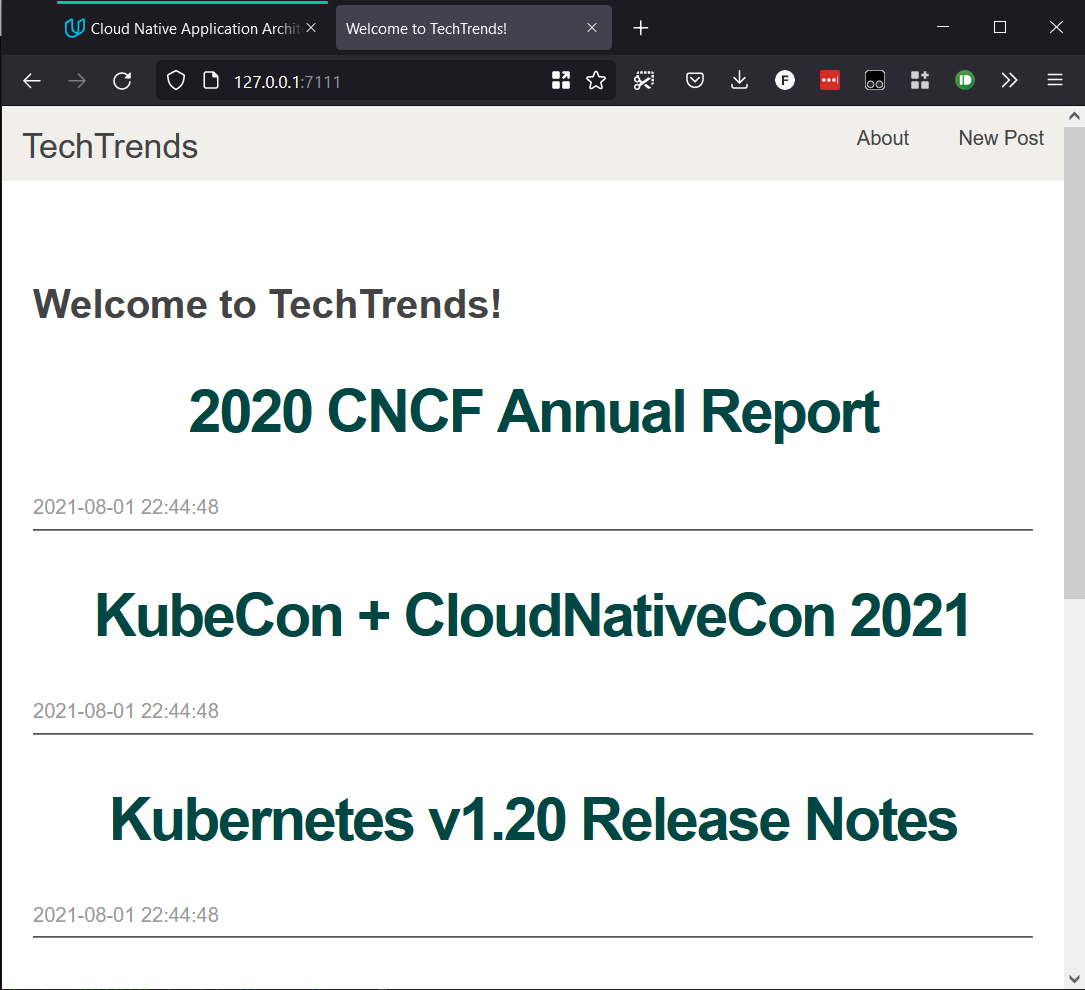 Cloud Native Application Archit
Welcome to TechTrends!
127.0.0.1:7111
TechTrends
About
New Post
Welcome to TechTrends!
2020 CNCF Annual Report
2021-08-01 22:44:48
KubeCon + CloudNativeCon 2021
2021-08-01 22:44:48
Kubernetes v1.20 Release Notes
2021-08-01 22:44:48